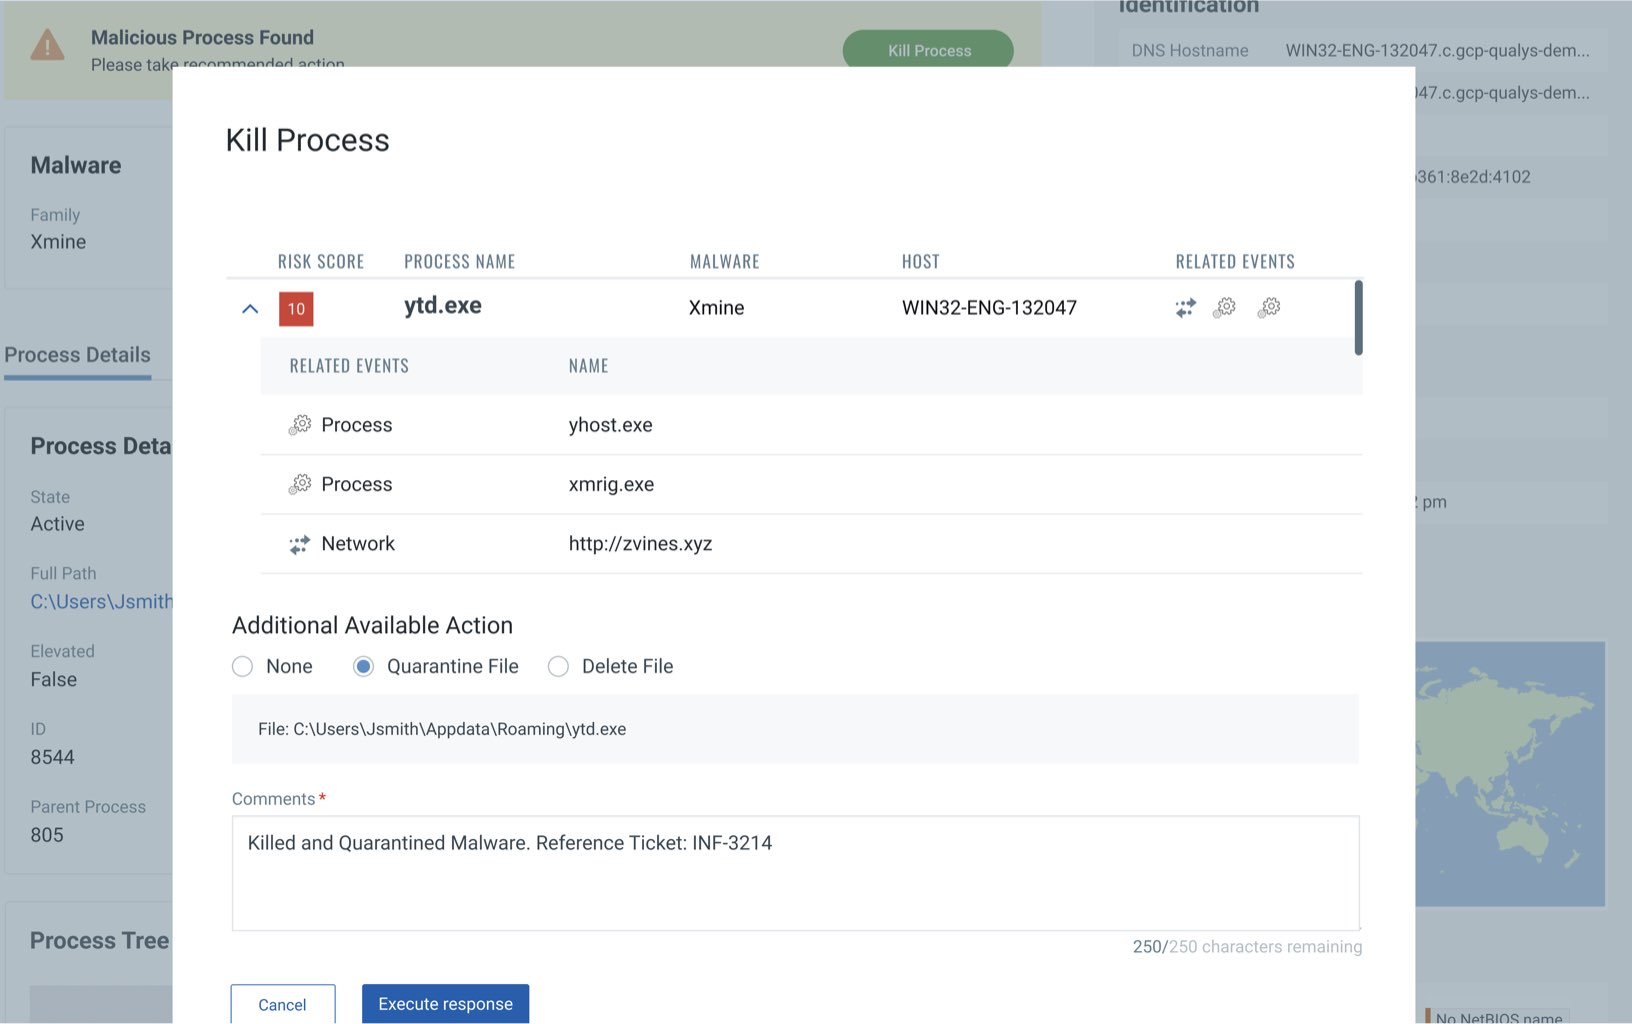 Identification
Malicious Process Found
Please take recommended action
Kill Process
DNS Hostname WIN32-ENG-132047.c.gcp-qualys-dem...
047.c.gcp-qualys-dem...
Kill Process
Malware
Family
Xmine
361:8e2d:4102
RISK SCORE PROCESS NAME MALWARE HOST RELATED EVENTS
10 ytd.exe Xmine WIN32-ENG-132047
Process Details
RELATED EVENTS NAME
Process yhost.exe
Process Deta
Process xmrig.exe
State
Active
2 pm
Network http://zvines.xyz
Full Path
C:\Users\Jsmith
Additional Available Action
Elevated
False
None Quarantine File Delete File
ID
8544
File: C:\Users\Jsmith\Appdata\Roaming\ytd.exe
Parent Process
805
Comments *
Killed and Quarantined Malware. Reference Ticket: INF-3214
Process Tree
250/250 characters remaining
Cancel Execute response
No NetBIOS name